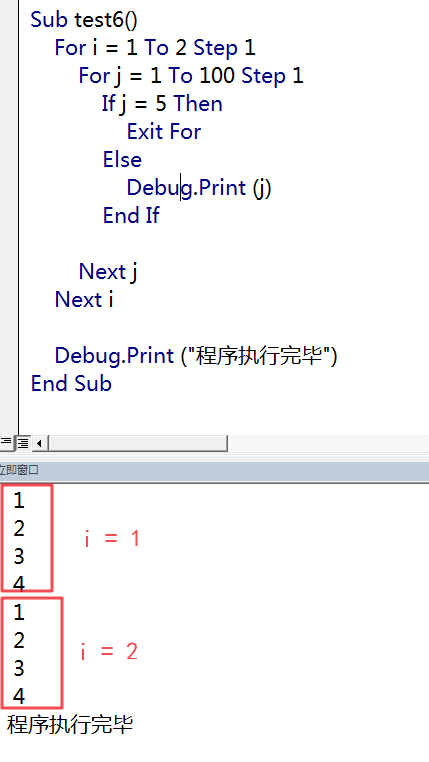 Sub test6()
For i = 1 To 2 Step 1
For j = 1 To 100 Step 1
If j = 5 Then
Exit For
Else
Debug.Print (j)
End If
Next j
Next i
Debug.Print ("程序执行完毕")
End Sub
立即窗口
1
2
i = 1
3
4
1
2
i = 2
3
4
程序执行完毕